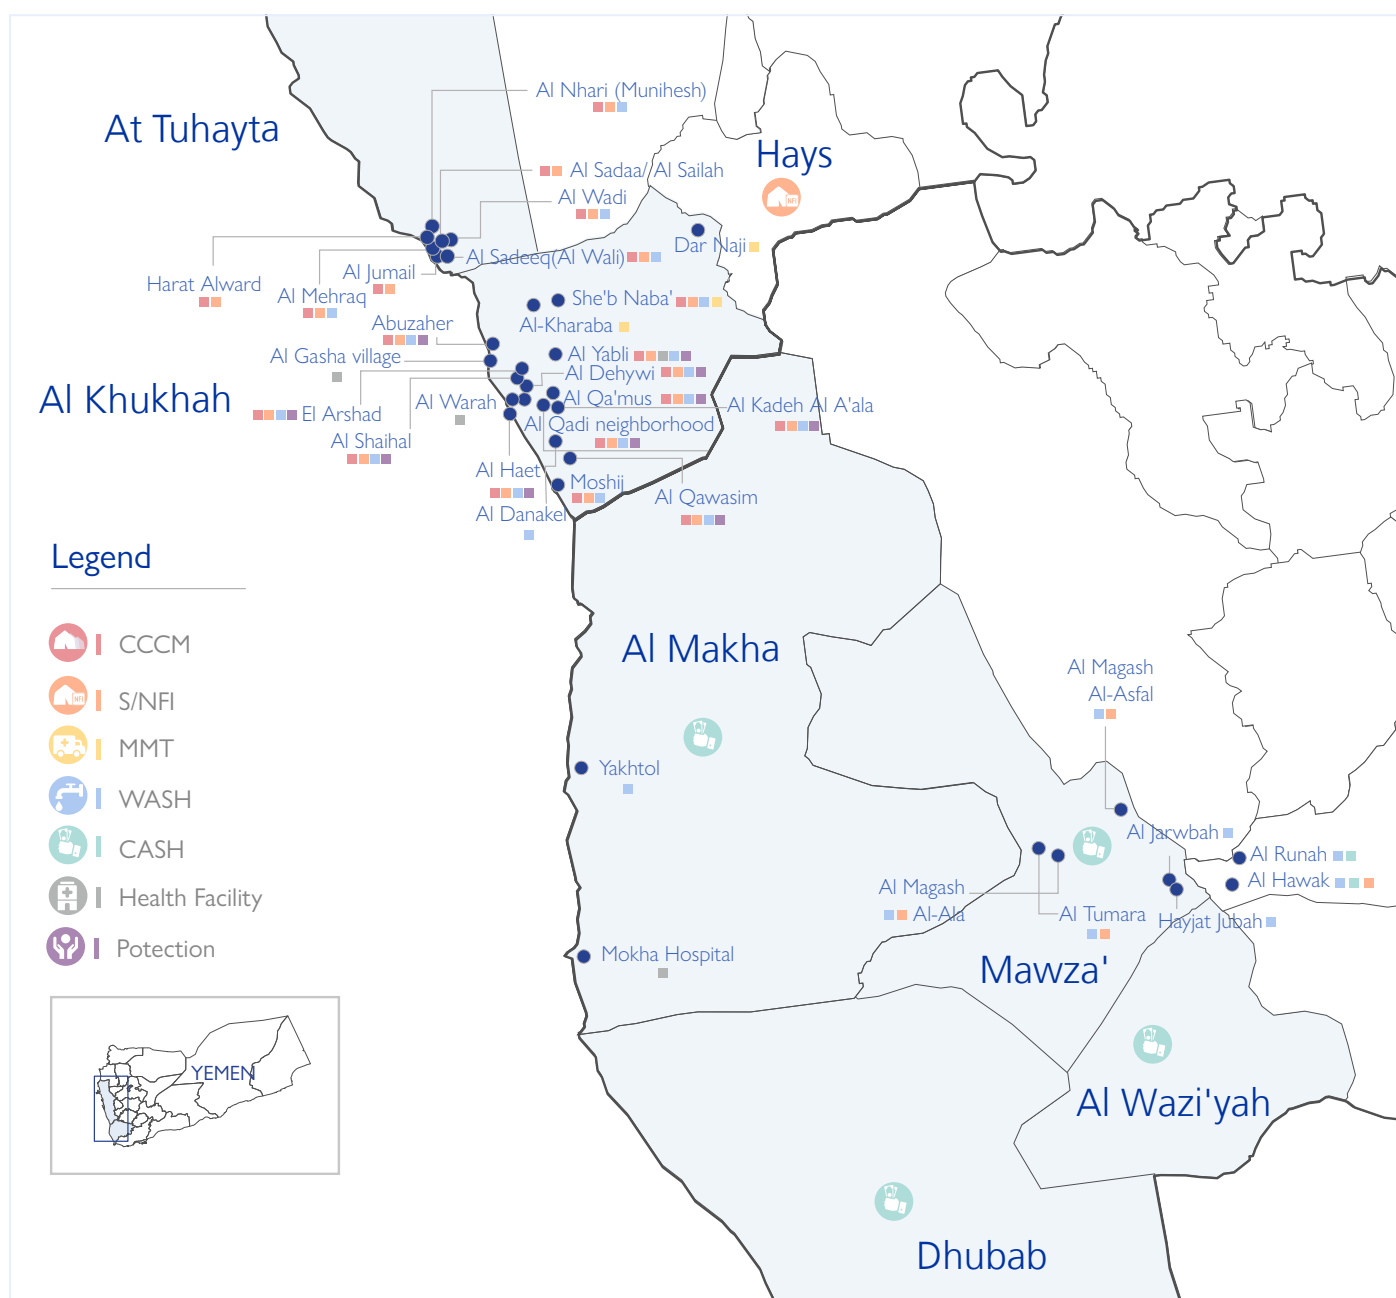 Al Nhari (Munihesh)
At Tuhayta
Hays
NFI
Al Sadaa/ Al Sailah
Al Wadi
Dar Naji
Al Sadeeq(Al Wali)
Harat Alward
Al Jumail
Al Mehraq
She'b Naba'
Abuzaher
Al-Kharaba
Al Gasha village
Al Yabli
Al Dehywi
Al Khukhah
El Arshad
Al Warah
Al Qa'mus
Al Kadeh Al A'ala
Al Qadi neighborhood
Al Shaihal
Al Haet
Moshij
Al Qawasim
Al Danakel
Legend
CCCM
NFI
S/NFI
MMT
WASH
CASH
Health Facility
Potection
Al Makha
Al Magash
Al-Asfal
Yakhtol
Al Jarwbah
Al Runah
Al Hawak
Al Magash
Al-Ala
Al Tumara
Hayjat Jubah
Mokha Hospital
Mawza'
YEMEN
Al Wazi'yah
Dhubab